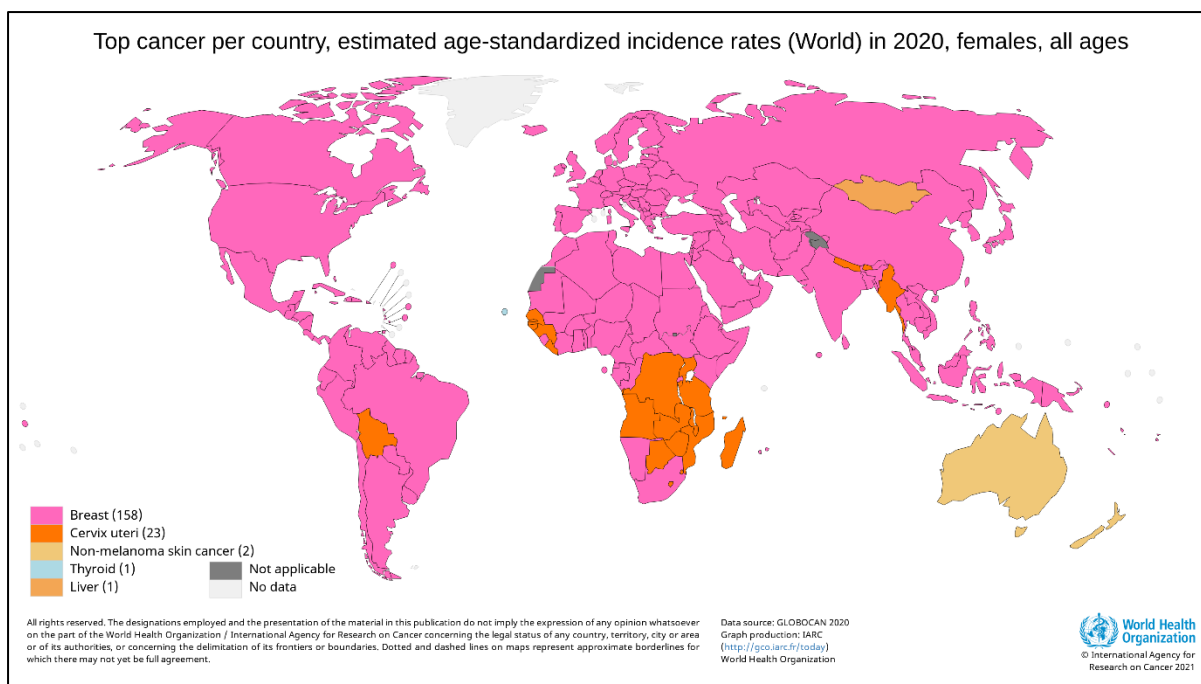 Top cancer per country, estimated age-standardized incidence rates (World) in 2020, females, all ages
Breast (158)
Cervix uteri (23)
Non-melanoma skin cancer (2)
Thyroid (1)
Liver (1)
Not applicable
No data
All rights reserved. The designations employed and the presentation of the material in this publication do not imply the expression of any opinion whatsoever
on the part of the World Health Organization / International Agency for Research on Cancer concerning the legal status of any country, territory, city or area
or of its authorities, or concerning the delimitation of its frontiers or boundaries. Dotted and dashed lines on maps represent approximate borderlines for
which there may not yet be full agreement.
Data source: GLOBOCAN 2020
Graph production: IARC
(http://gco.iarc.fr/today)
World Health Organization
World Health
Organization
© International Agency for
Research on Cancer 2021